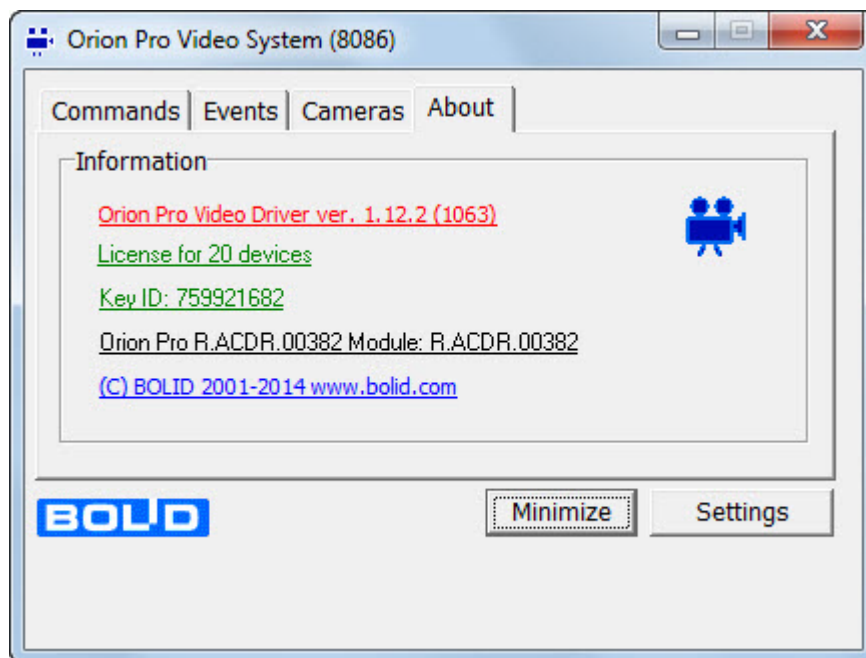 Orion Pro Video System (8086)
Commands Events Cameras About
Information
Orion Pro Video Driver ver. 1.12.2 (1063)
License for 20 devices
Key ID: 759921682
Orion Pro R.ACDR.00382 Module: R.ACDR.00382
(C) BOLID 2001-2014 www.bolid.com
BOLID Minimize Settings